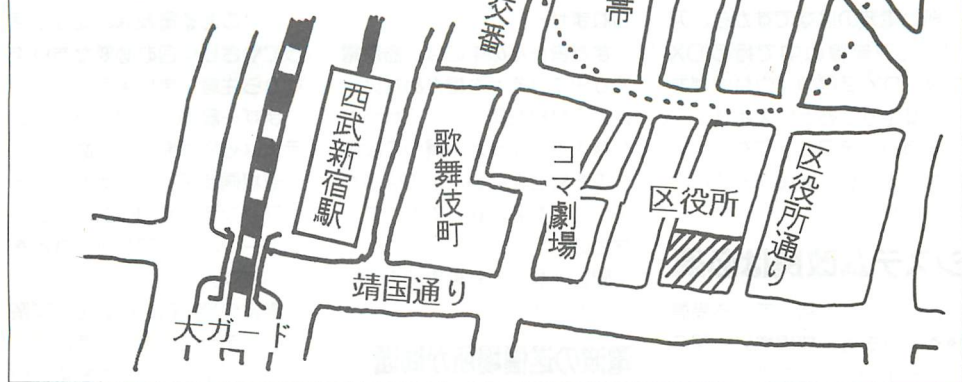 交番
帯
西武新宿駅
歌舞伎町
コマ劇場
区役所
区役所通り
靖国通り
大ガード